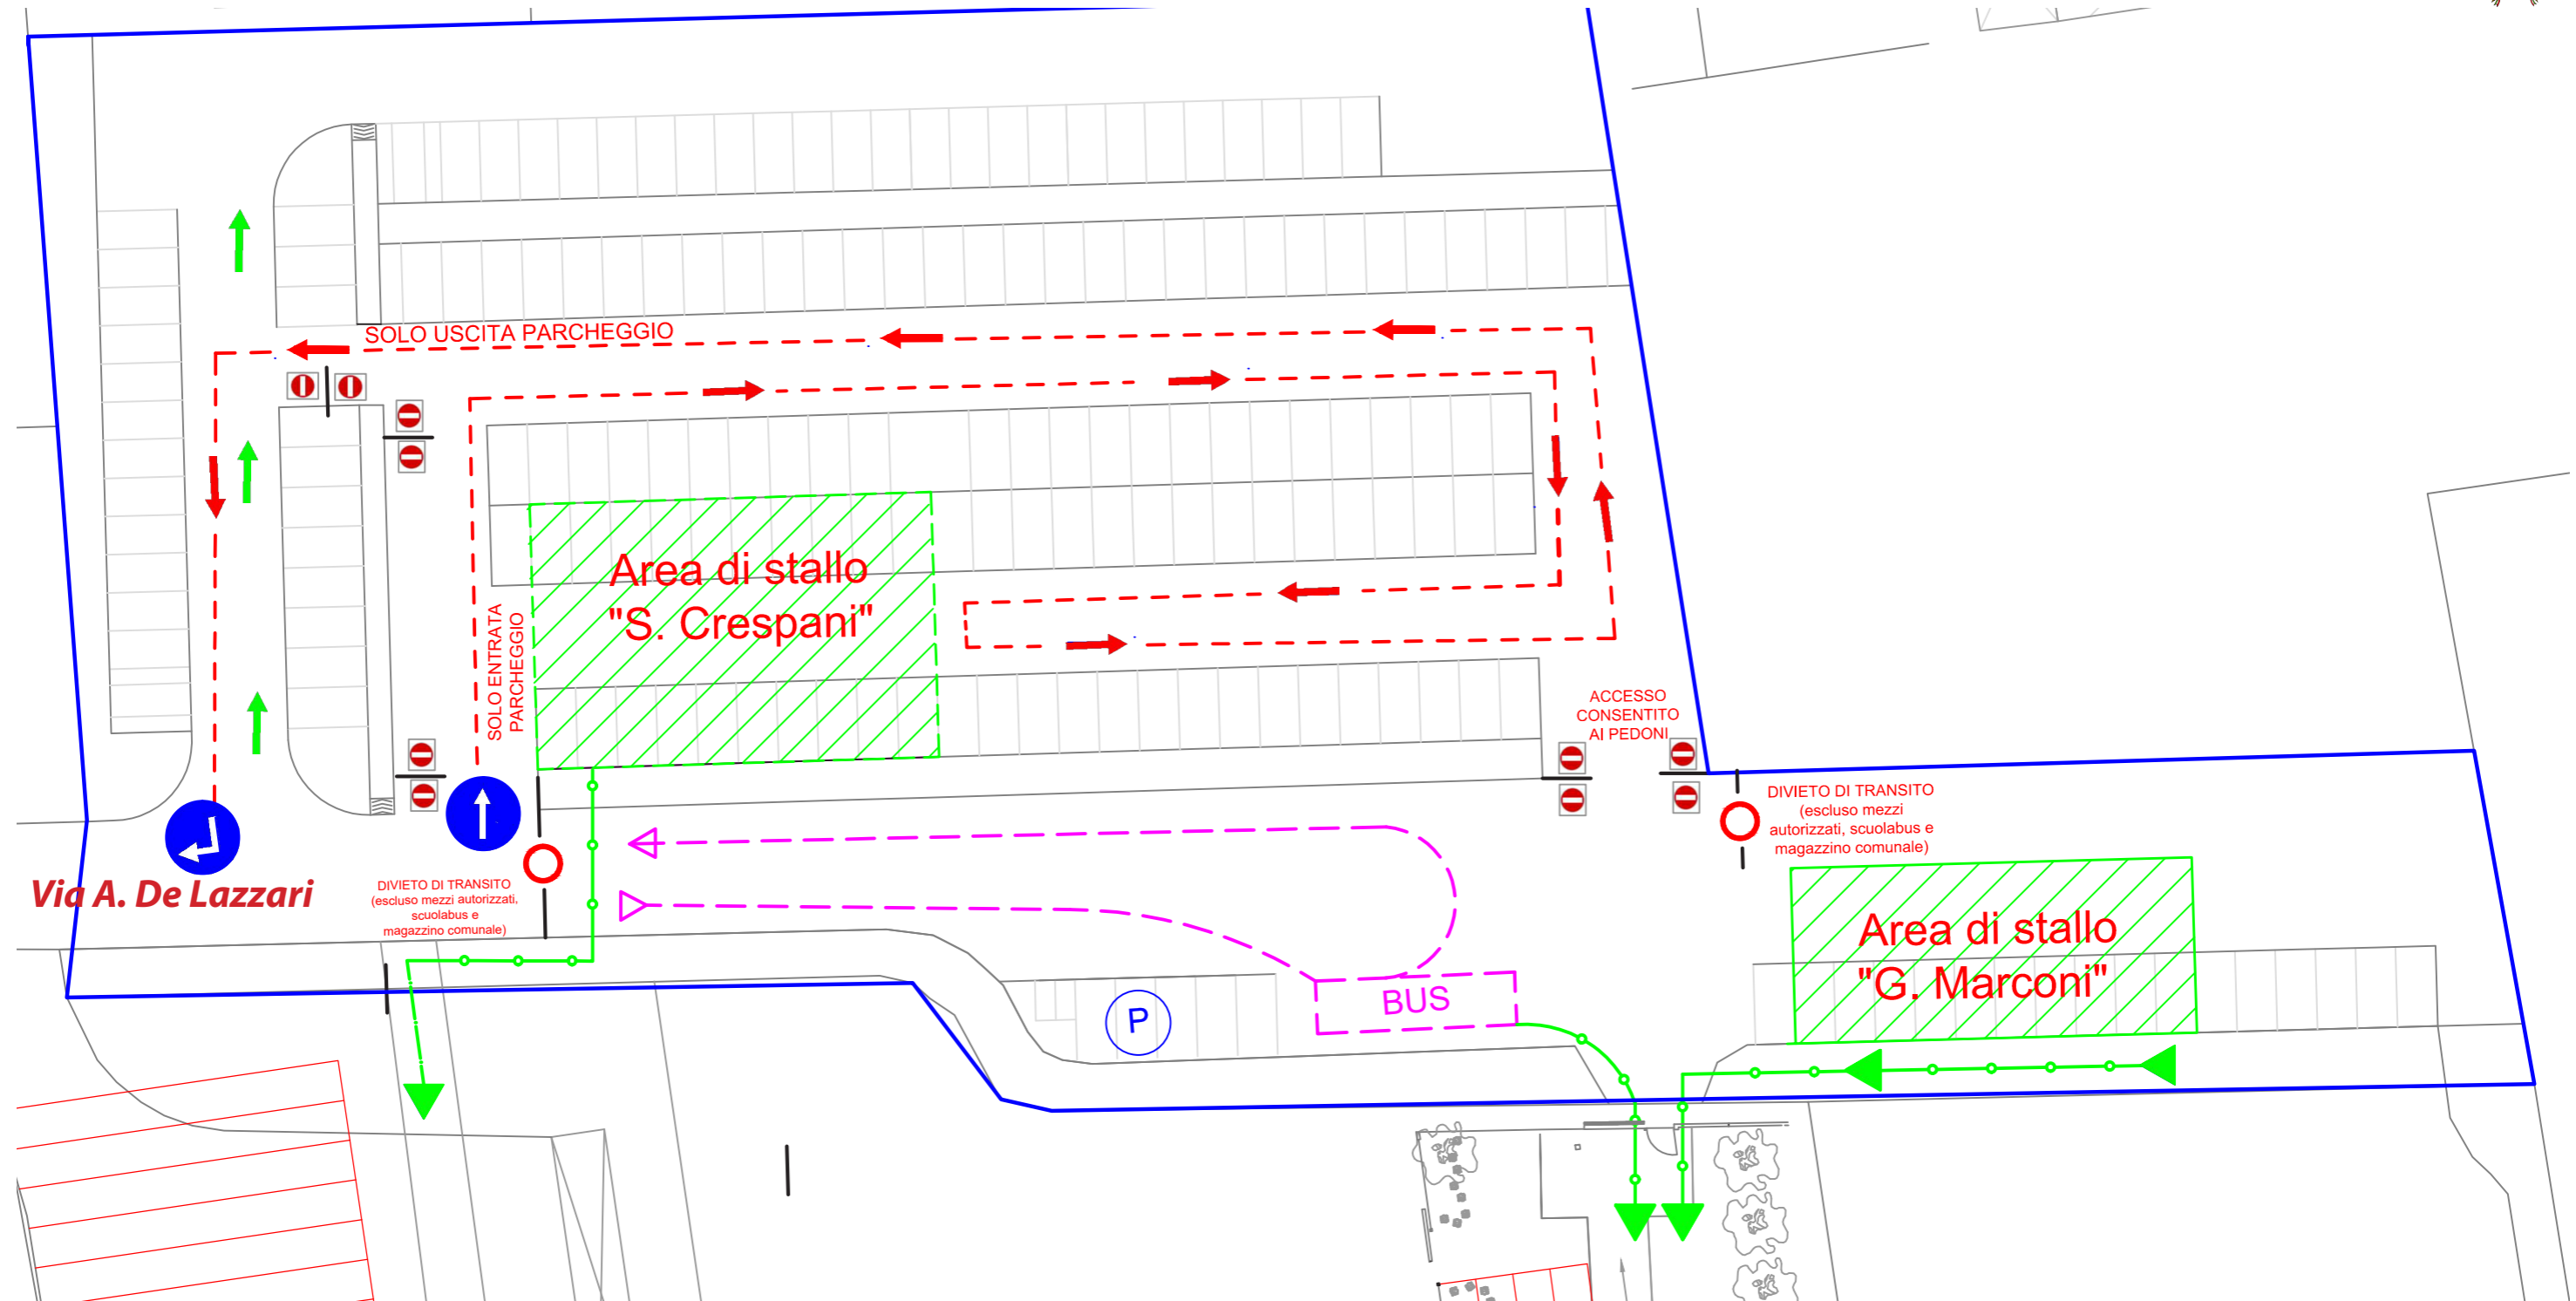 SOLO USCITA PARCHEGGIO
Area di stallo
"S. Crespani"
SOLO ENTRATA
PARCHEGGIO
ACCESSO
CONSENTITO
AI PEDONI
DIVIETO DI TRANSITO
(escluso mezzi
autorizzati, scuolabus e
magazzino comunale)
Via A. De Lazzari
DIVIETO DI TRANSITO
(escluso mezzi autorizzati,
scuolabus e
magazzino comunale)
Area di stallo
"G. Marconi"
BUS
P